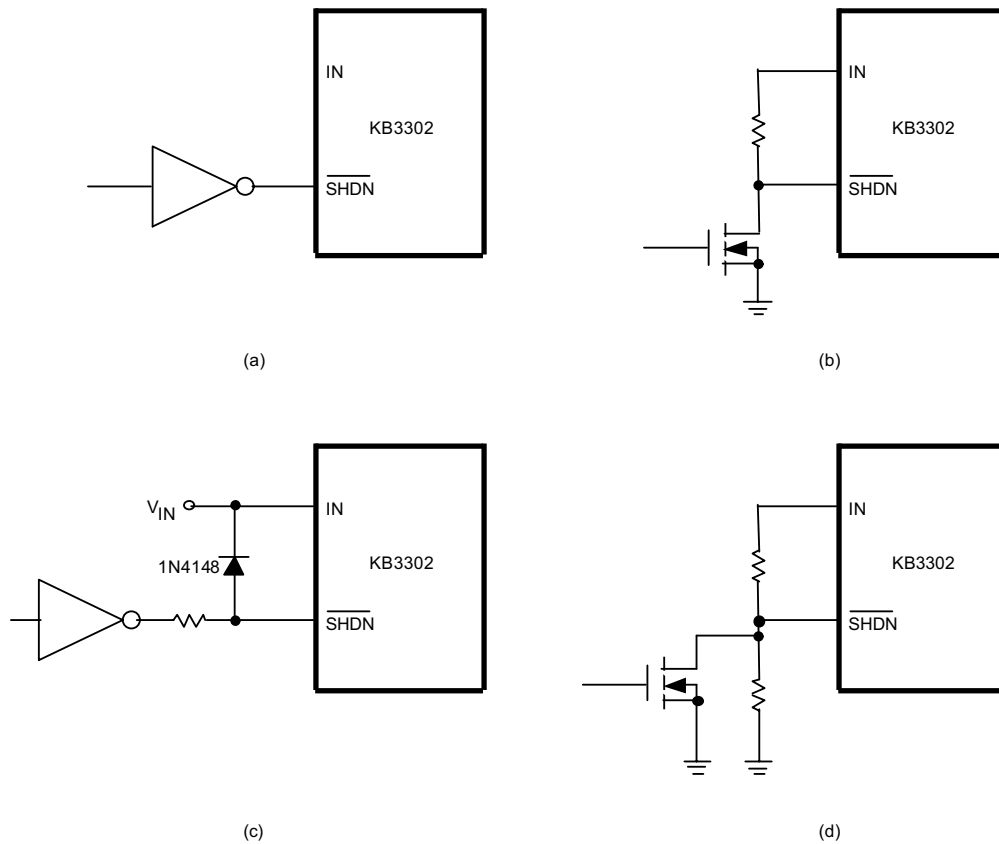 IN
KB3302
SHDN
(a)
IN
KB3302
SHDN
(b)
VIN
IN
1N4148
KB3302
SHDN
(c)
IN
KB3302
SHDN
(d)